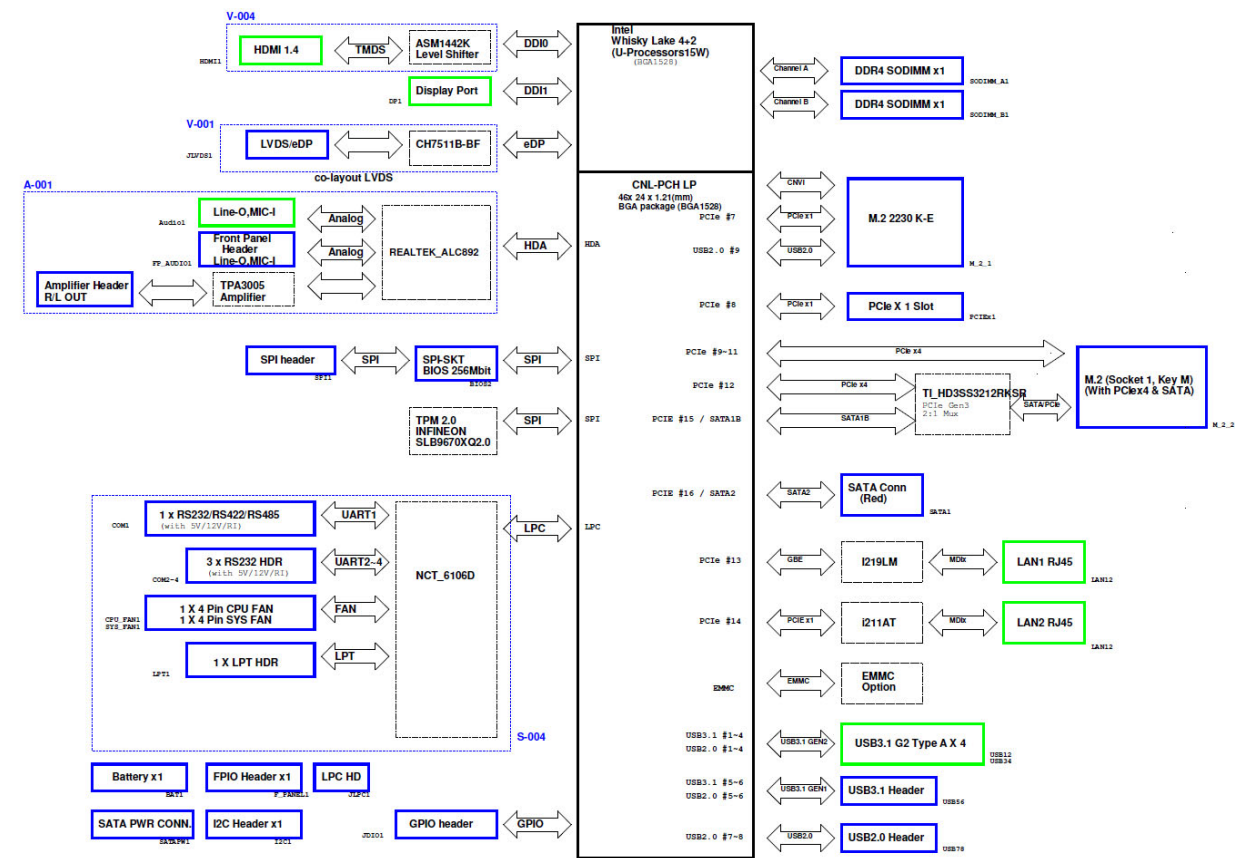 V-004
HDMI 1.4
HDMI1
TMDS
ASM1442K
Level Shifter
DDI0
Display Port
DP1
DDI1
V-001
LVDS/eDP
JLVDS1
CH7511B-BF
eDP
co-layout LVDS
A-001
Line-O,MIC-I
Audio1
Analog
Front Panel
Header
Line-O,MIC-I
FP_AUDIO1
Analog
REALTEK_ALC892
HDA
Amplifier Header
R/L OUT
TPA3005
Amplifier
SPI header
SPI1
SPI
SPI-SKT
BIOS 256Mbit
BIOS2
SPI
TPM 2.0
INFINEON
SLB9670XQ2.0
SPI
1 x RS232/RS422/RS485
(with 5V/12V/RI)
COM1
UART1
3 x RS232 HDR
(with 5V/12V/RI)
COM2~4
UART2~4
1 X 4 Pin CPU FAN
1 X 4 Pin SYS FAN
CPU_FAN1
SYS_FAN1
FAN
1 X LPT HDR
LPT1
LPT
NCT_6106D
LPC
S-004
Battery x1
BAT1
FPIO Header x1
F_PANEL1
LPC HD
JLPC1
SATA PWR CONN.
SATAPW1
I2C Header x1
I2C1
JDIO1
GPIO header
GPIO
Intel
Whisky Lake 4+2
(U-Processors15W)
(BGA1528)
CNL-PCH LP
46x 24 x 1.21(mm)
BGA package (BGA1528)
HDA
SPI
SPI
LPC
PCIe #7
USB2.0 #9
PCIe #8
PCIe #9~11
PCIe #12
PCIE #15 / SATA1B
PCIE #16 / SATA2
PCIe #13
PCIe #14
EMMC
USB3.1 #1~4
USB2.0 #1~4
USB3.1 #5~6
USB2.0 #5~6
USB2.0 #7~8
Channel A
DDR4 SODIMM x1
SODIMM_A1
Channel B
DDR4 SODIMM x1
SODIMM_B1
CNVI
PCIe x1
USB2.0
M.2 2230 K-E
M_2_1
PCIe x1
PCIe X 1 Slot
PCIEx1
PCIe x4
PCIe x4
SATA1B
TI_HD3SS3212RKSR
PCIe Gen3
2:1 Mux
SATA/PCIe
M.2 (Socket 1, Key M)
(With PCIex4 & SATA)
M_2_2
SATA2
SATA Conn
(Red)
SATA1
GBE
I219LM
MDIx
LAN1 RJ45
LAN12
PCIE x1
i211AT
MDIx
LAN2 RJ45
LAN12
EMMC
EMMC
Option
USB3.1 GEN2
USB3.1 G2 Type A X 4
USB12
USB34
USB3.1 GEN1
USB3.1 Header
USB56
USB2.0
USB2.0 Header
USB78